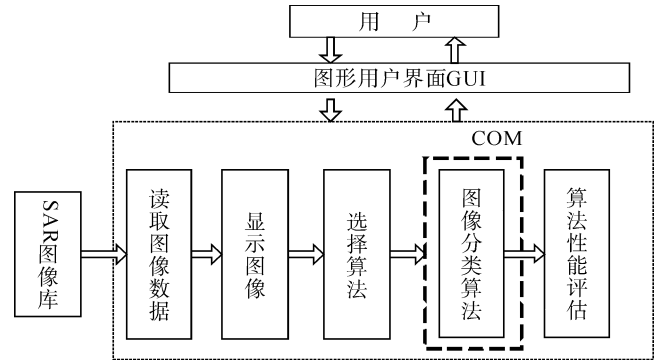 用 户
图形用户界面GUI
COM
SAR图像库
读取图像数据
显示图像
选择算法
图像分类算法
算法性能评估